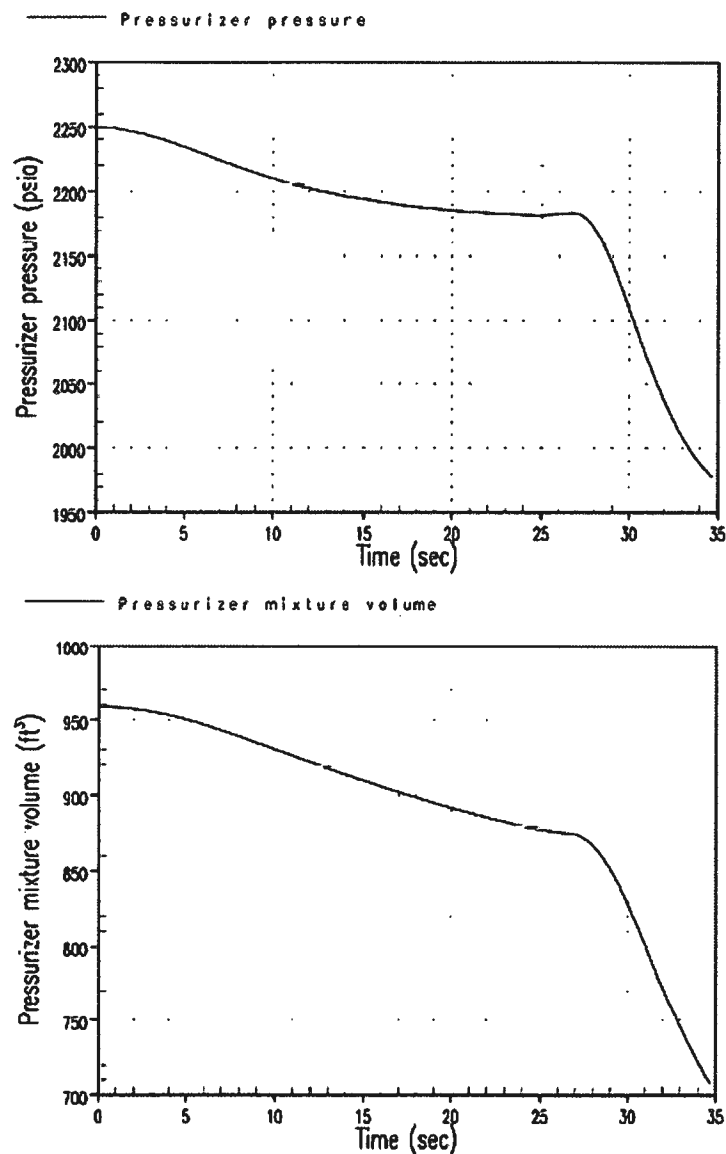 Pressurizer pressure
2300
2250
2200
2150
2100
2050
2000
1950
Pressurizer pressure (psia)
0 5 10 15 20 25 30 35
Time (sec)
Pressurizer mixture volume
1000
950
900
850
800
750
700
Pressurizer mixture volume (ft³)
0 5 10 15 20 25 30 35
Time (sec)